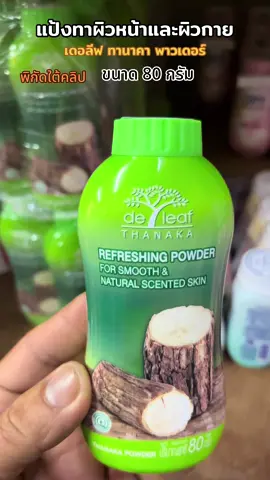 แป้งทาผิวหน้าและผิวกาย
เดอลีฟ ทานาคา พาวเดอร์
พิกัดใต้คลิป
ขนาด 80 กรัม
de leaf
THANAKA
REFRESHING POWDER
FOR SMOOTH &
NATURAL SCENTED SKIN
THANAKA POWDER
80